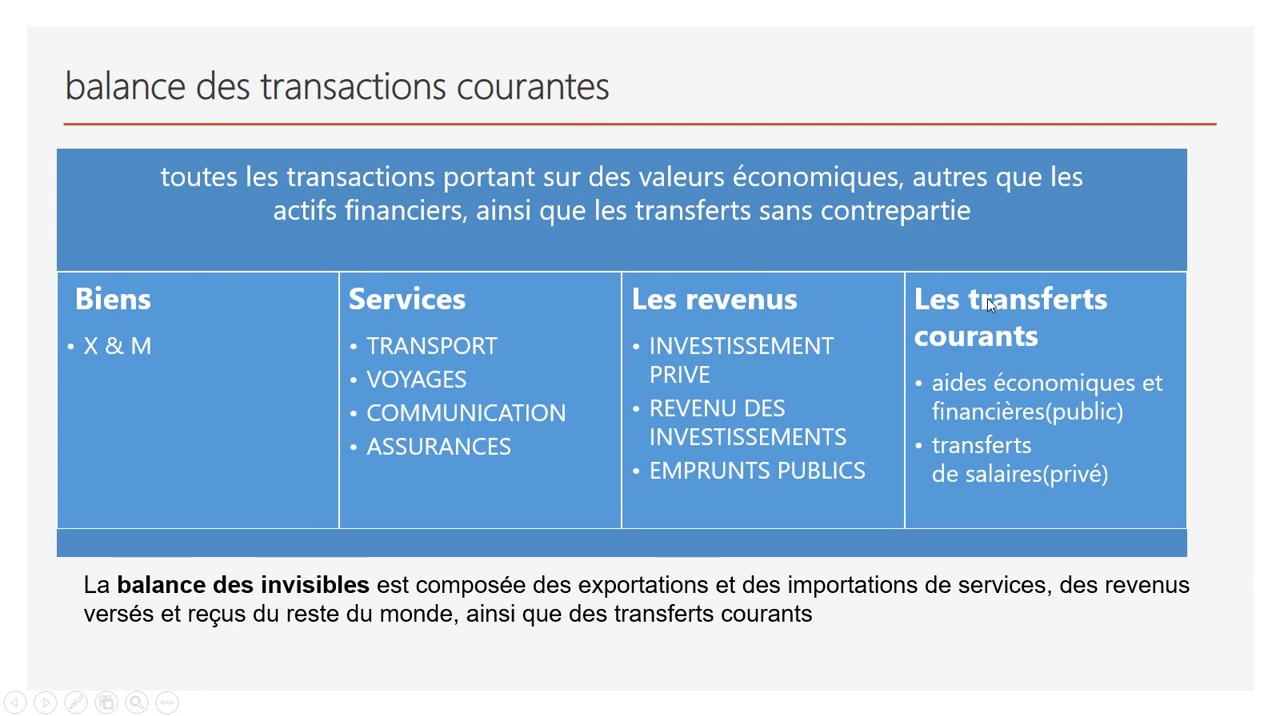 balance des transactions courantes
toutes les transactions portant sur des valeurs économiques, autres que les
actifs financiers, ainsi que les transferts sans contrepartie
Biens
• X & M
Services
• TRANSPORT
• VOYAGES
• COMMUNICATION
• ASSURANCES
Les revenus
• INVESTISSEMENT
PRIVE
• REVENU DES
INVESTISSEMENTS
• EMPRUNTS PUBLICS
Les transferts
courants
• aides économiques et
financières(public)
• transferts
de salaires(privé)
La balance des invisibles est composée des exportations et des importations de services, des revenus
versés et reçus du reste du monde, ainsi que des transferts courants